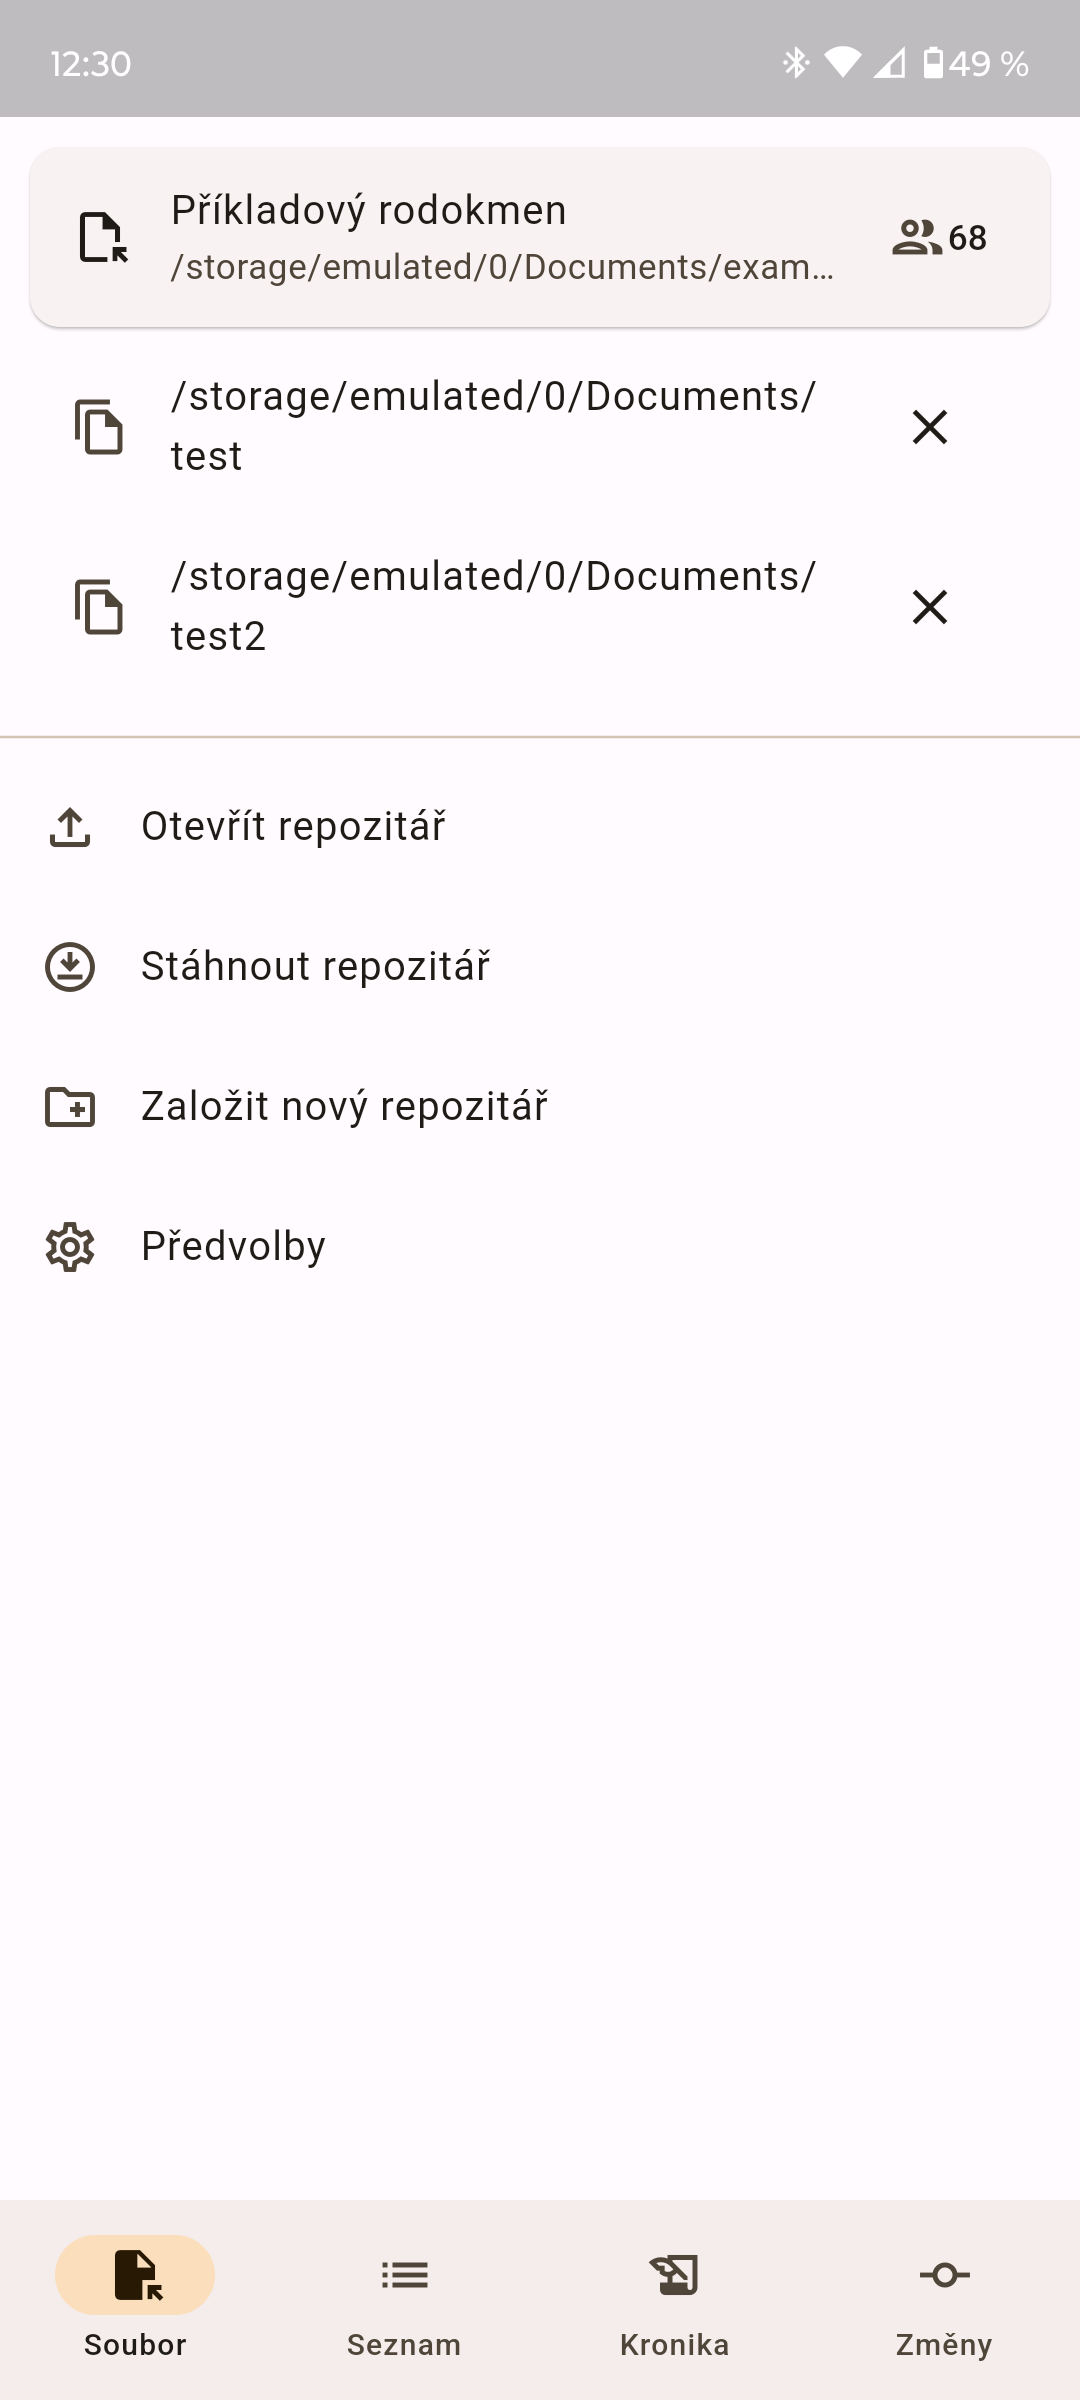 12:30
49 %
Příkladový rodokmen
/storage/emulated/0/Documents/exam…
68
/storage/emulated/0/Documents/
test
/storage/emulated/0/Documents/
test2
Otevřít repozitář
Stáhnout repozitář
Založit nový repozitář
Předvolby
Soubor
Seznam
Kronika
Změny